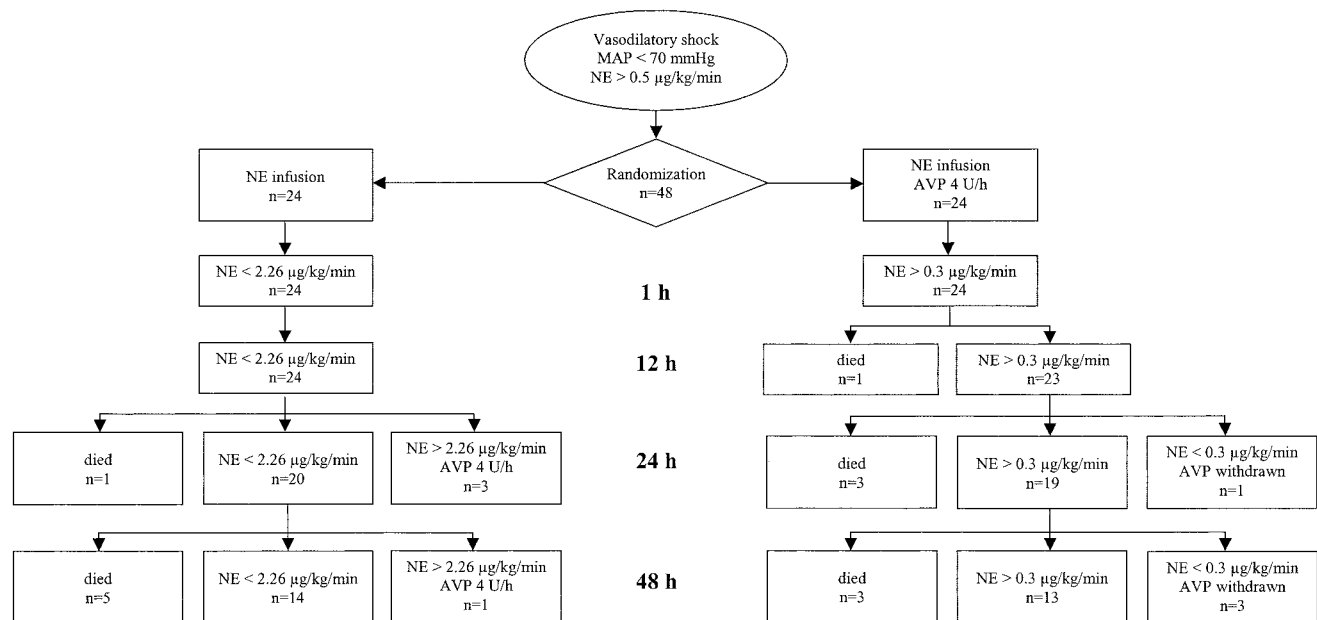 Vasodilatory shock
MAP < 70 mmHg
NE > 0.5 µg/kg/min
NE infusion
n=24
Randomization
n=48
NE infusion
AVP 4 U/h
n=24
NE < 2.26 µg/kg/min
n=24
1 h
NE > 0.3 µg/kg/min
n=24
NE < 2.26 µg/kg/min
n=24
12 h
died
n=1
NE > 0.3 µg/kg/min
n=23
died
n=1
NE < 2.26 µg/kg/min
n=20
NE > 2.26 µg/kg/min
AVP 4 U/h
n=3
24 h
died
n=3
NE > 0.3 µg/kg/min
n=19
NE < 0.3 µg/kg/min
AVP withdrawn
n=1
died
n=5
NE < 2.26 µg/kg/min
n=14
NE > 2.26 µg/kg/min
AVP 4 U/h
n=1
48 h
died
n=3
NE > 0.3 µg/kg/min
n=13
NE < 0.3 µg/kg/min
AVP withdrawn
n=3